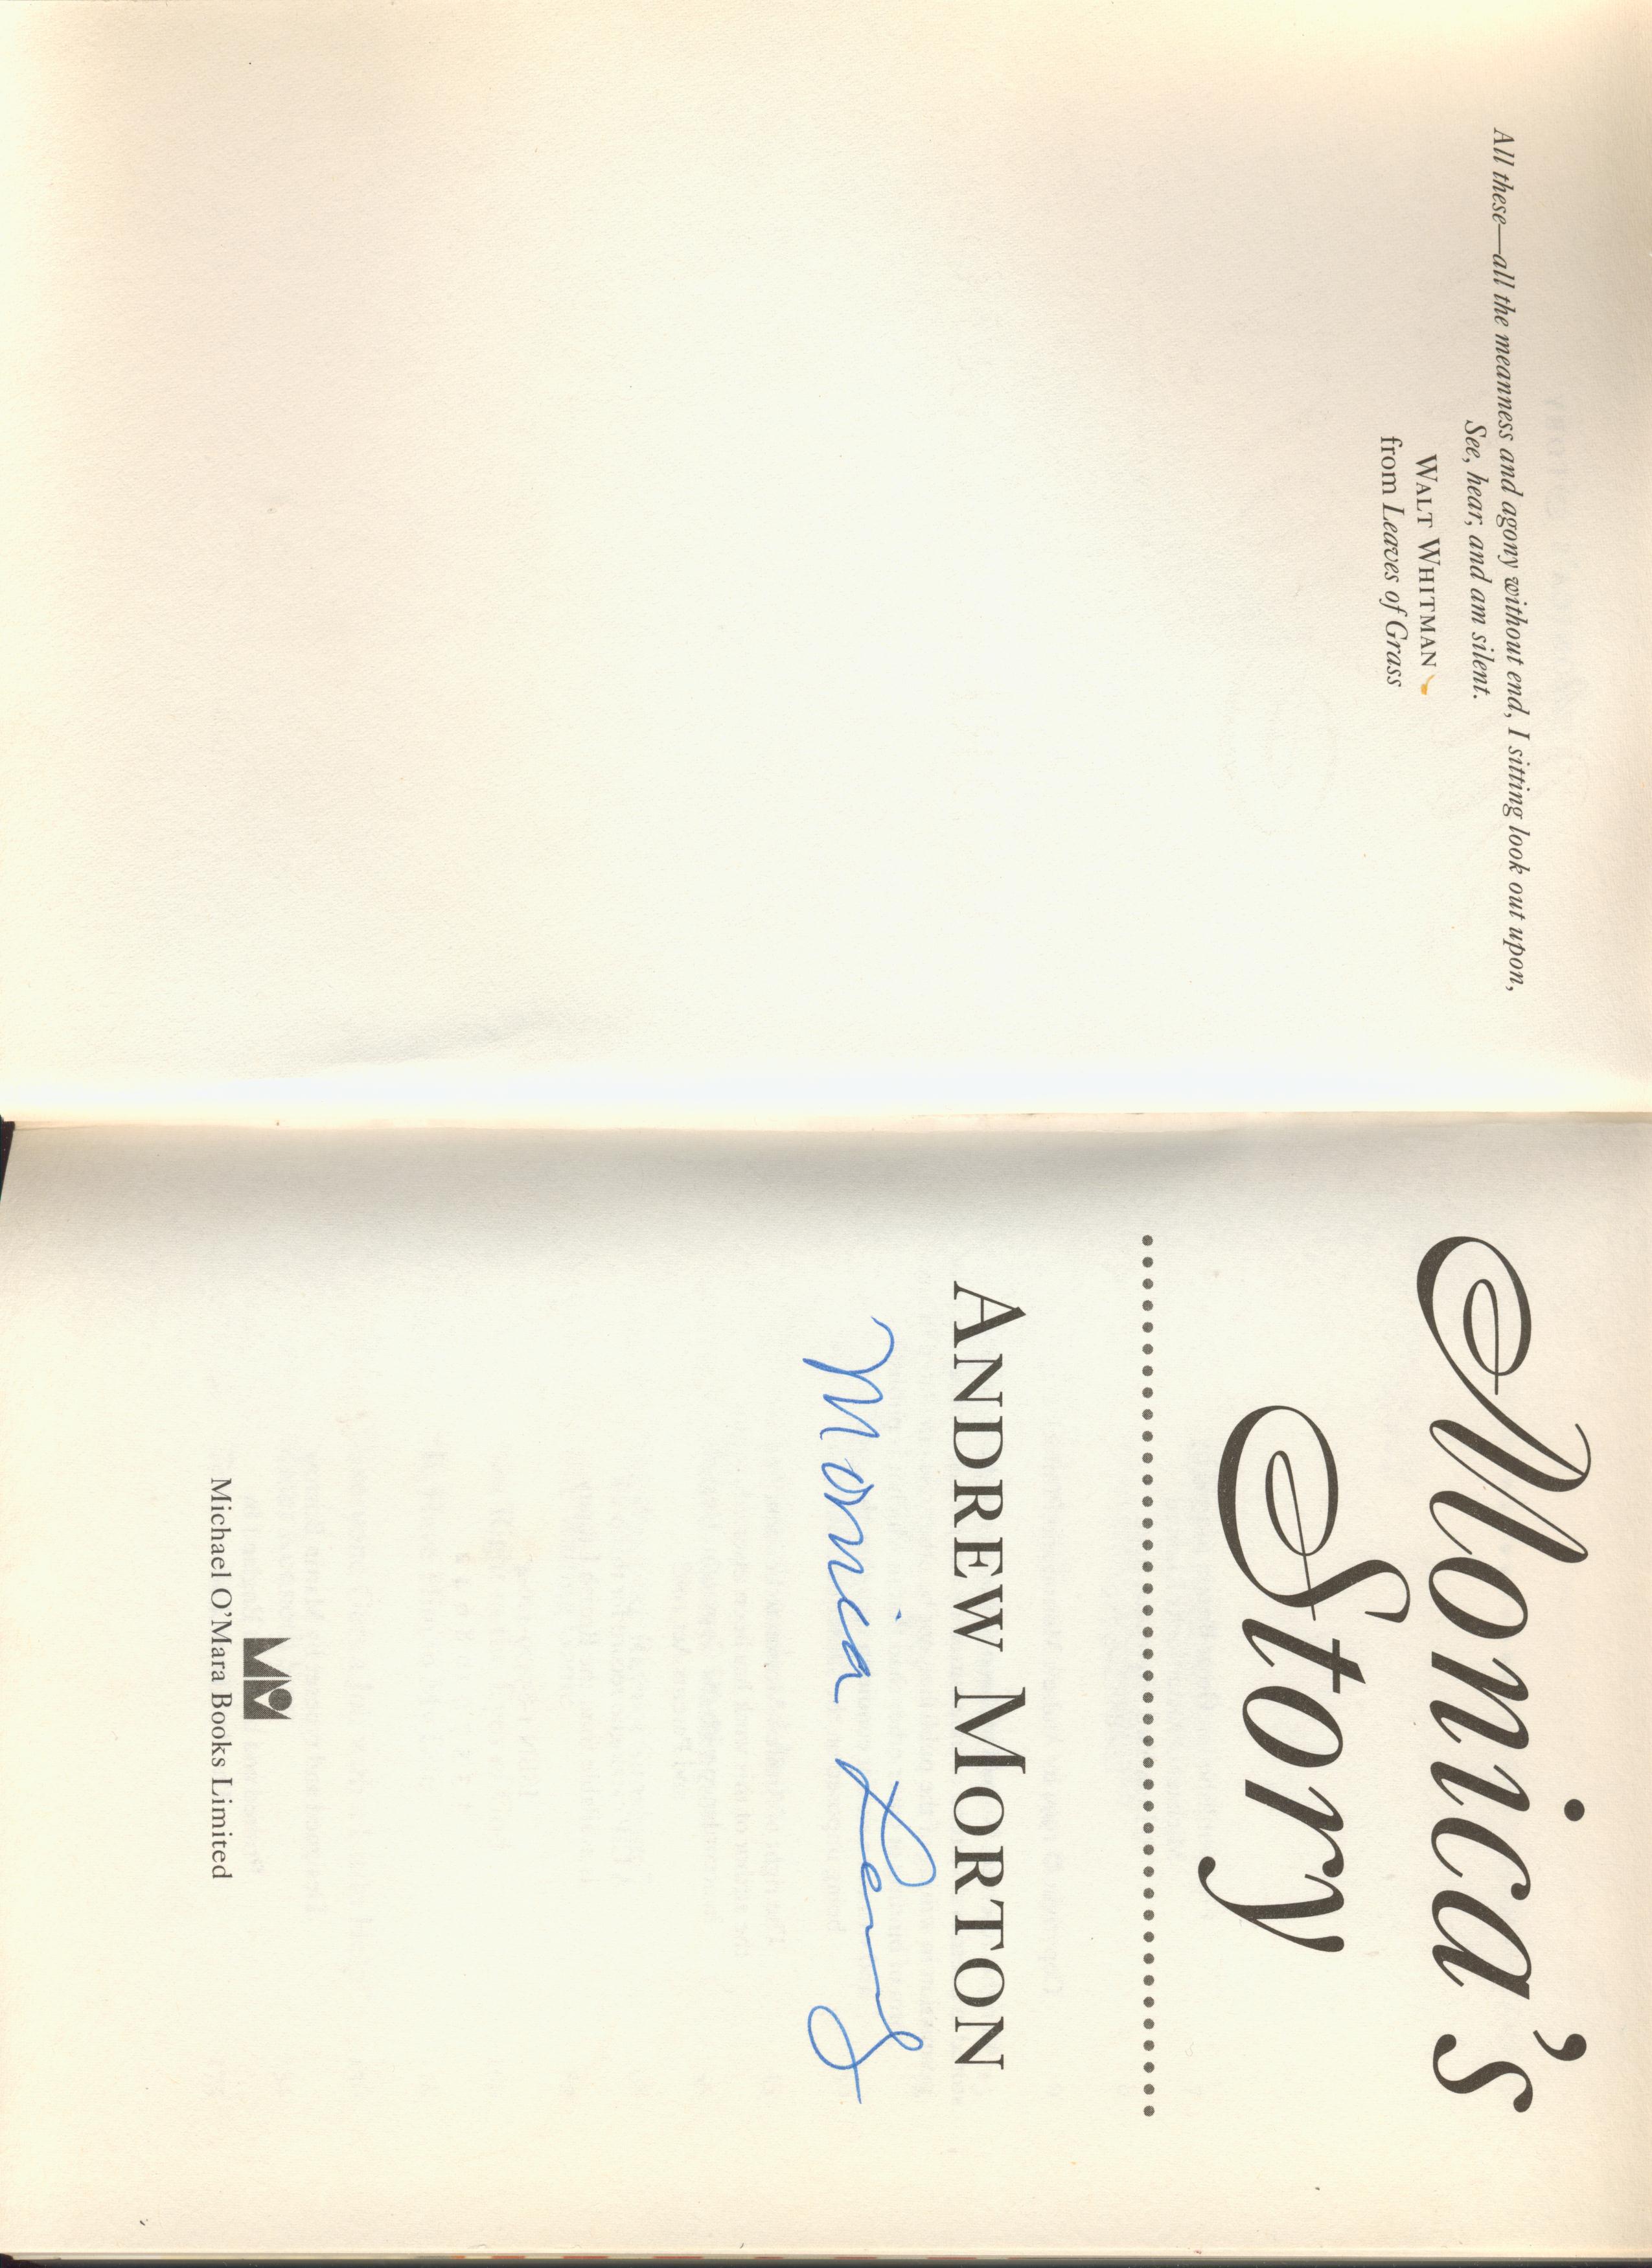 All these—all the meanness and agony without end, I sitting look out upon,
See, hear, and am silent.
WALT WHITMAN
from Leaves of Grass
Monica's
Story
ANDREW MORTON
Monica
Michael O'Mara Books Limited